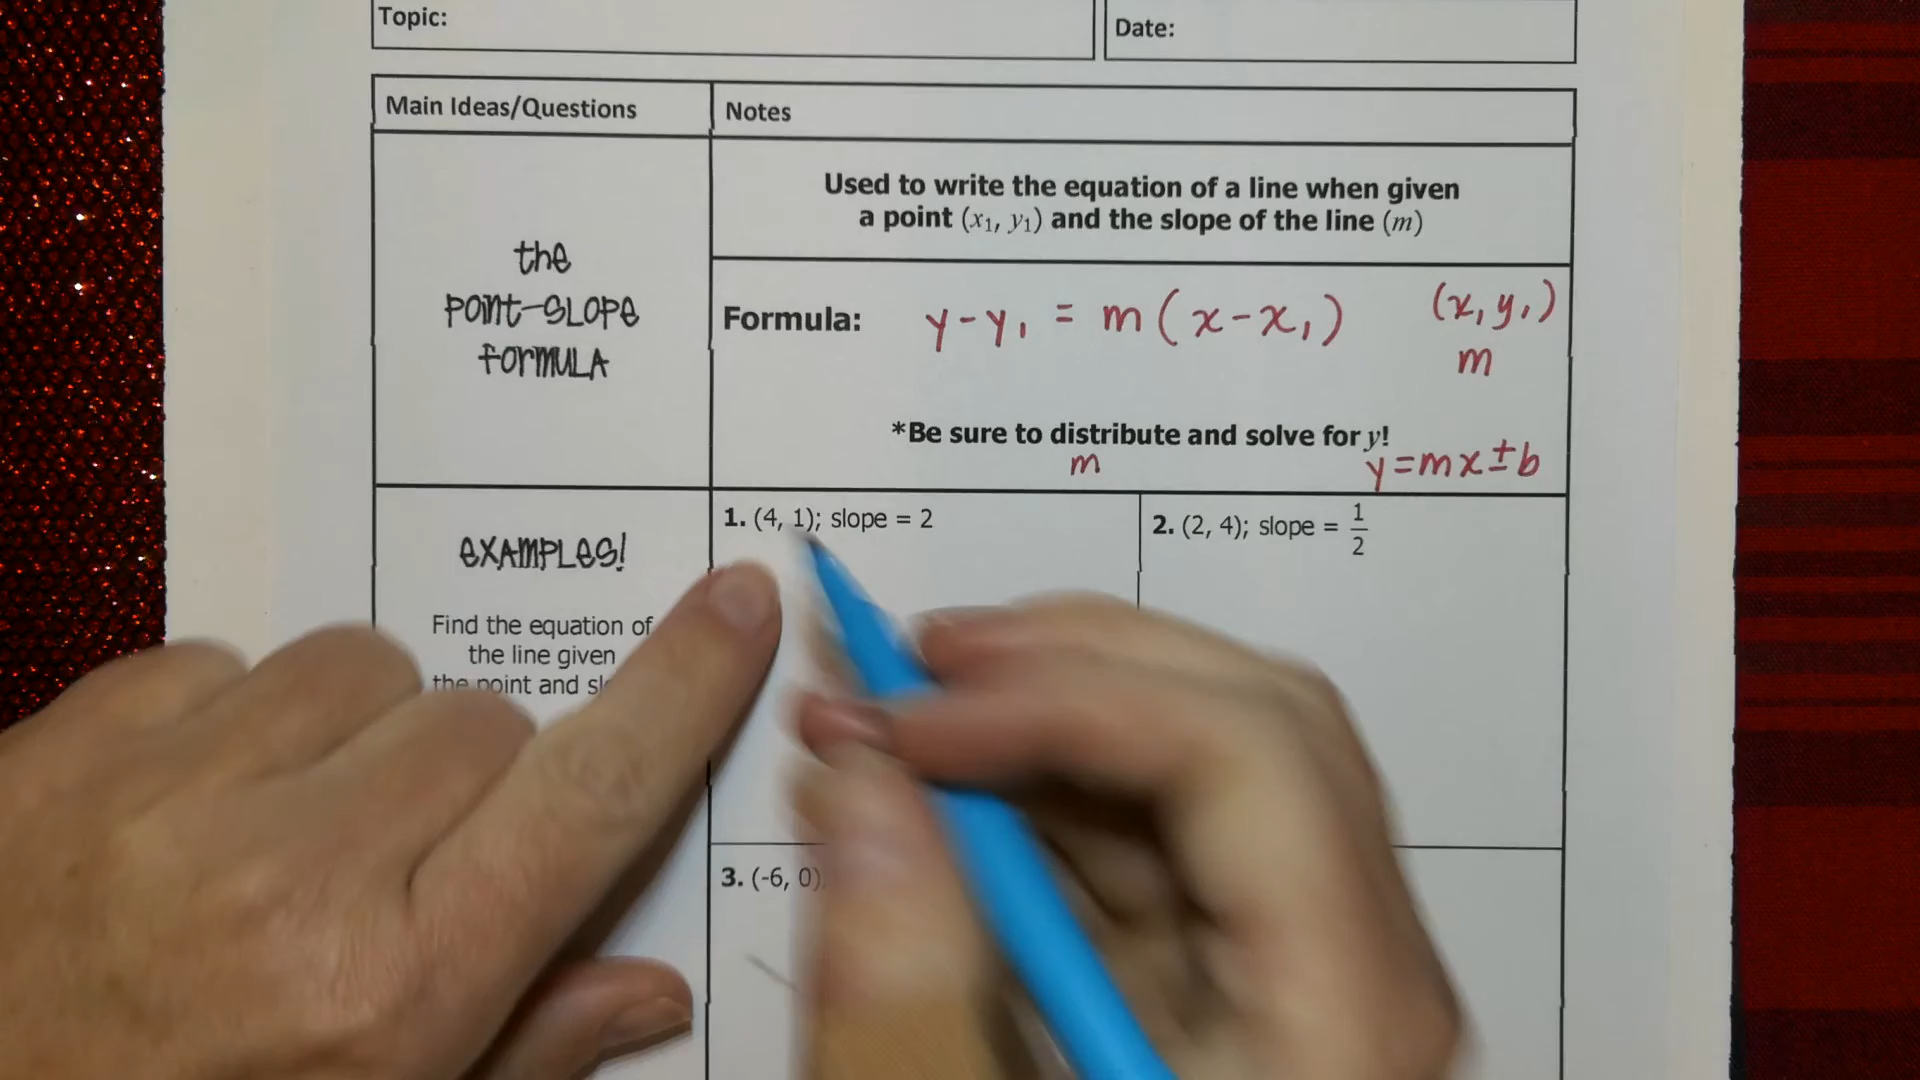 Topic:
Date:
Main Ideas/Questions
Notes
the
POINT-SLOPE
FORMULA
Used to write the equation of a line when given
a point (x₁, y₁) and the slope of the line (m)
Formula: y - y₁ = m(x - x₁)
(x₁ y₁)
m
*Be sure to distribute and solve for y!
m
y = mx ± b
EXAMPLES!
Find the equation of
the line given
the point and
1. (4, 1); slope = 2
2. (2, 4); slope = 1/2
3. (-6, 0)